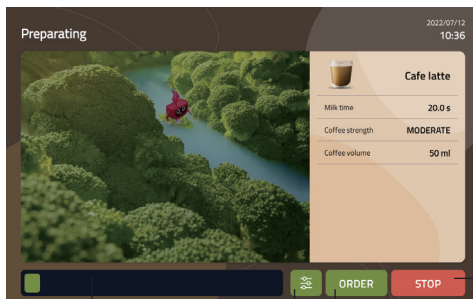 2022/07/12
Preparating
10:36
Cafe latte
Milk time 20.0 s
Coffee strength MODERATE
Coffee volume 50 ml
ORDER
STOP